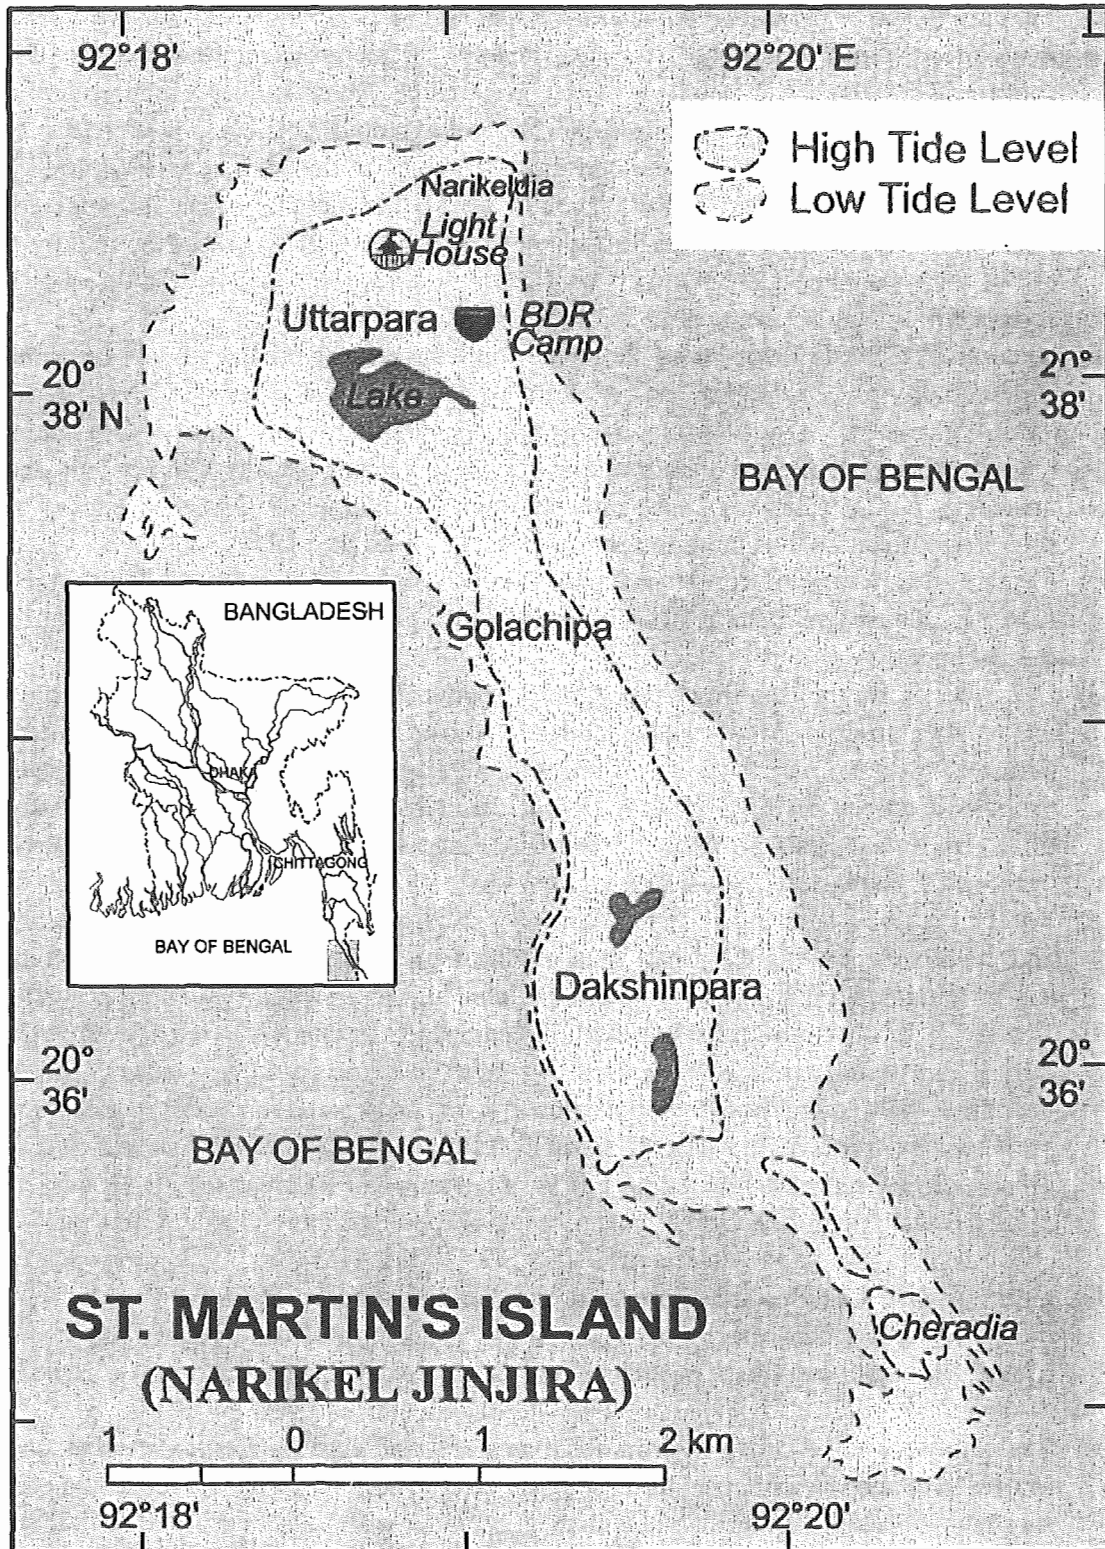 92°18'
92°20' E
High Tide Level
Low Tide Level
Narikeldia
Light
House
Uttarpara
BDR
Camp
Lake
20°
38' N
20°
38'
BAY OF BENGAL
Golachipa
BANGLADESH
DHAKA
CHITTAGONG
BAY OF BENGAL
Dakshinpara
20°
36'
20°
36'
BAY OF BENGAL
Cheradia
ST. MARTIN'S ISLAND
(NARIKEL JINJIRA)
1 0 1 2 km
92°18'
92°20'